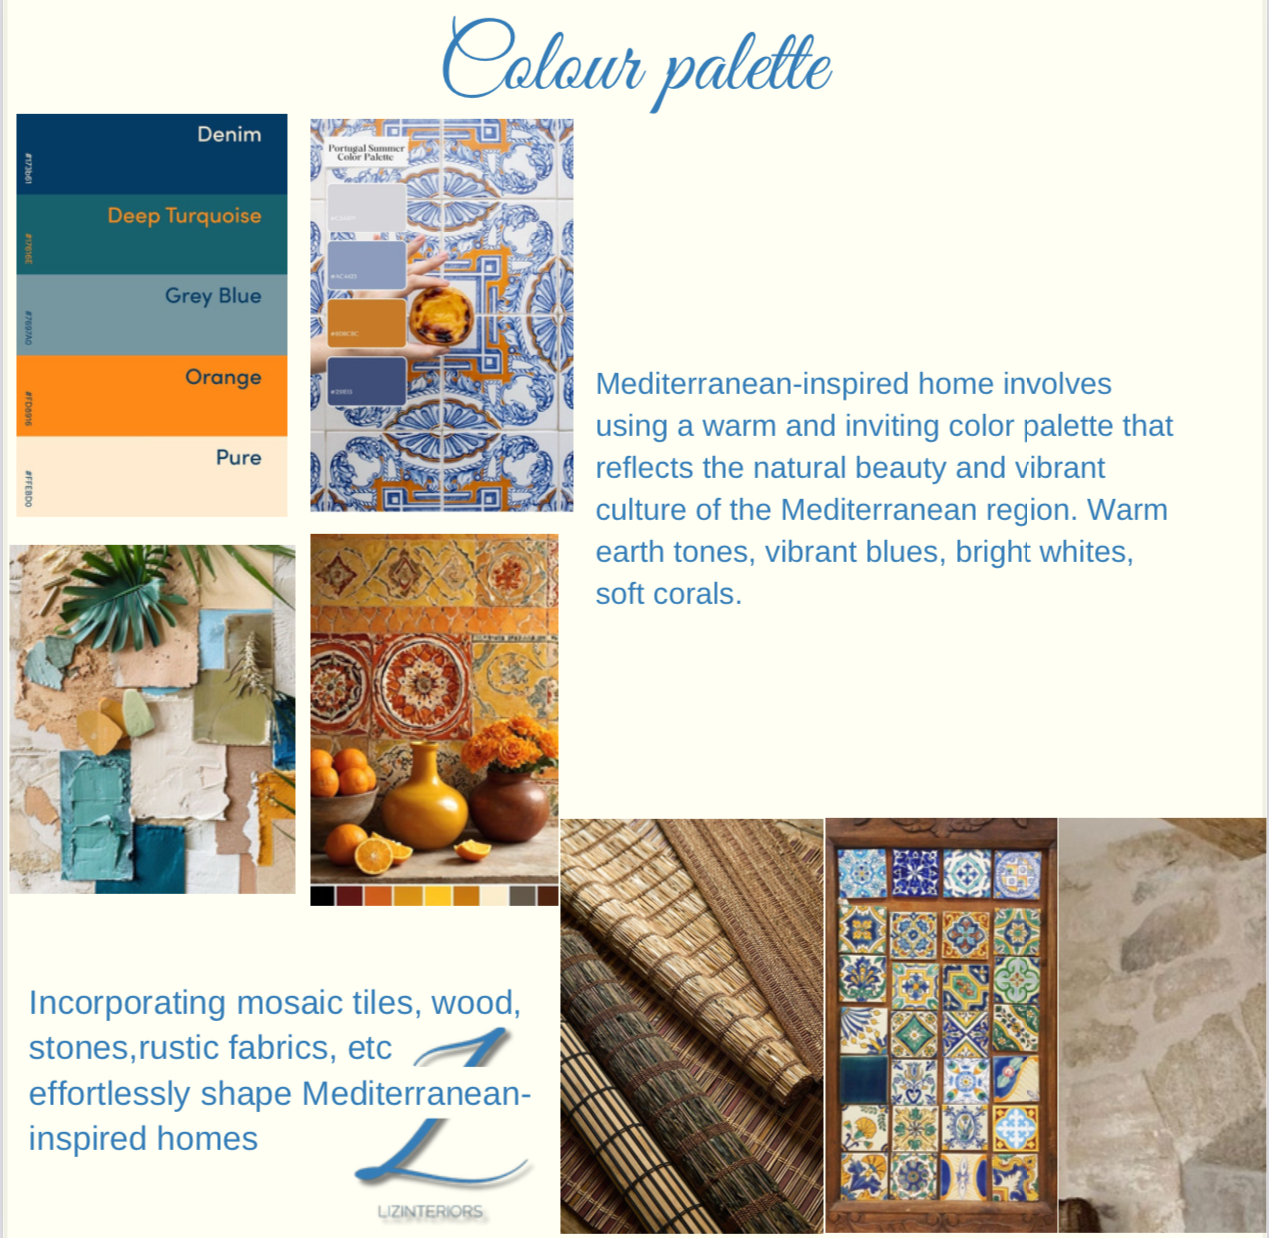 Colour palette
Denim
#173b61
Deep Turquoise
#17616E
Grey Blue
#7697A0
Orange
#FD8916
Pure
#FFEBD0
Portugal Summer
Color Palette
Mediterranean-inspired home involves
using a warm and inviting color palette that
reflects the natural beauty and vibrant
culture of the Mediterranean region. Warm
earth tones, vibrant blues, bright whites,
soft corals.
Incorporating mosaic tiles, wood,
stones,rustic fabrics, etc
effortlessly shape Mediterranean-
inspired homes
LIZINTERIORS